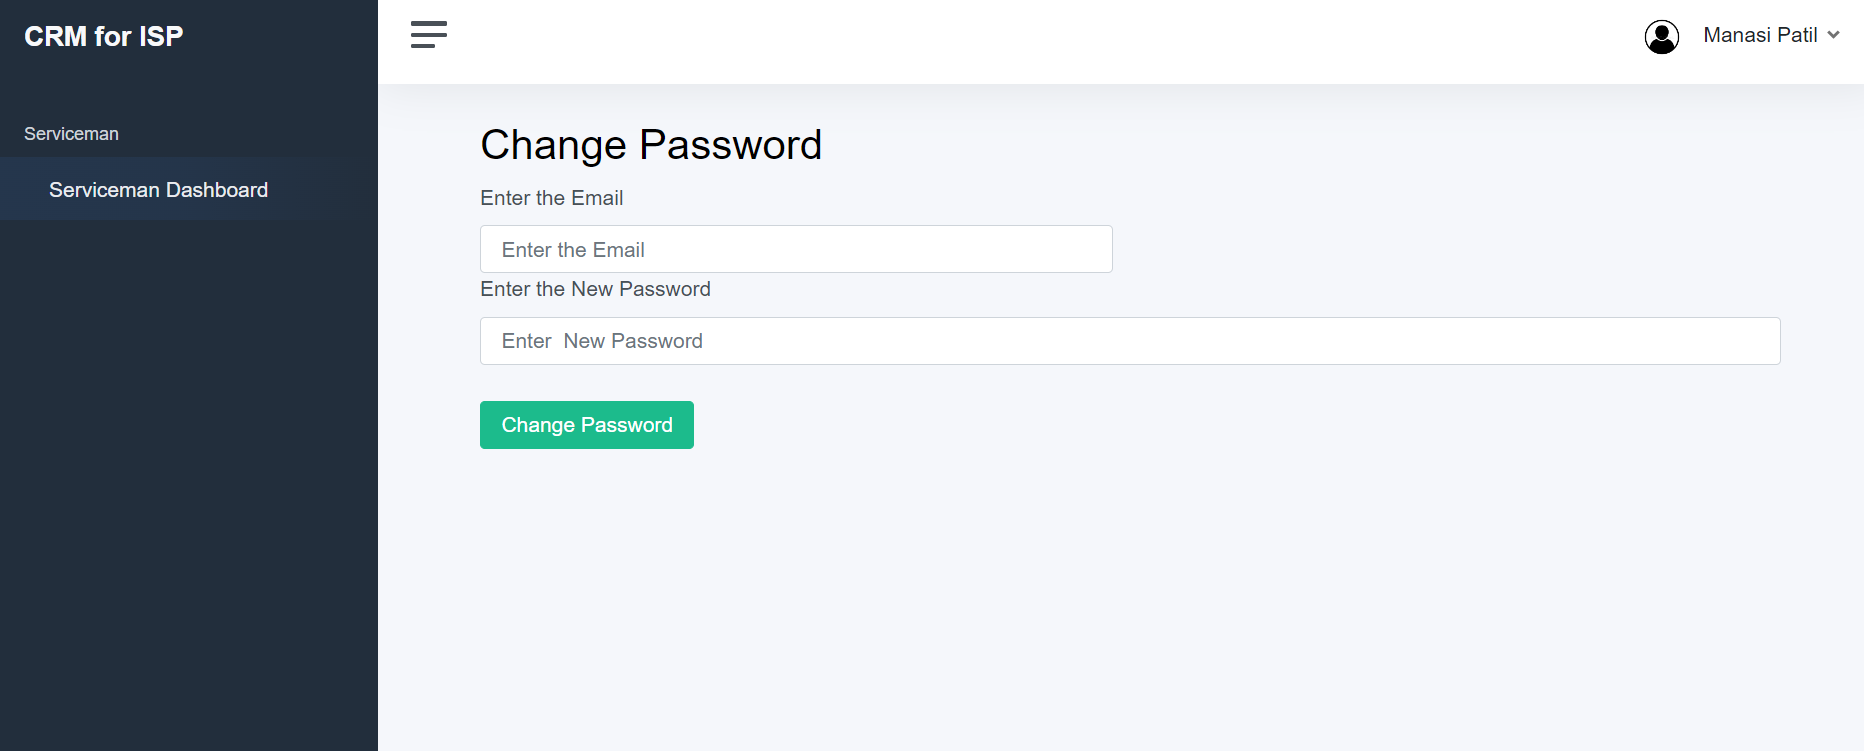 CRM for ISP
Manasi Patil
Serviceman
Serviceman Dashboard
Change Password
Enter the Email
Enter the Email
Enter the New Password
Enter  New Password
Change Password